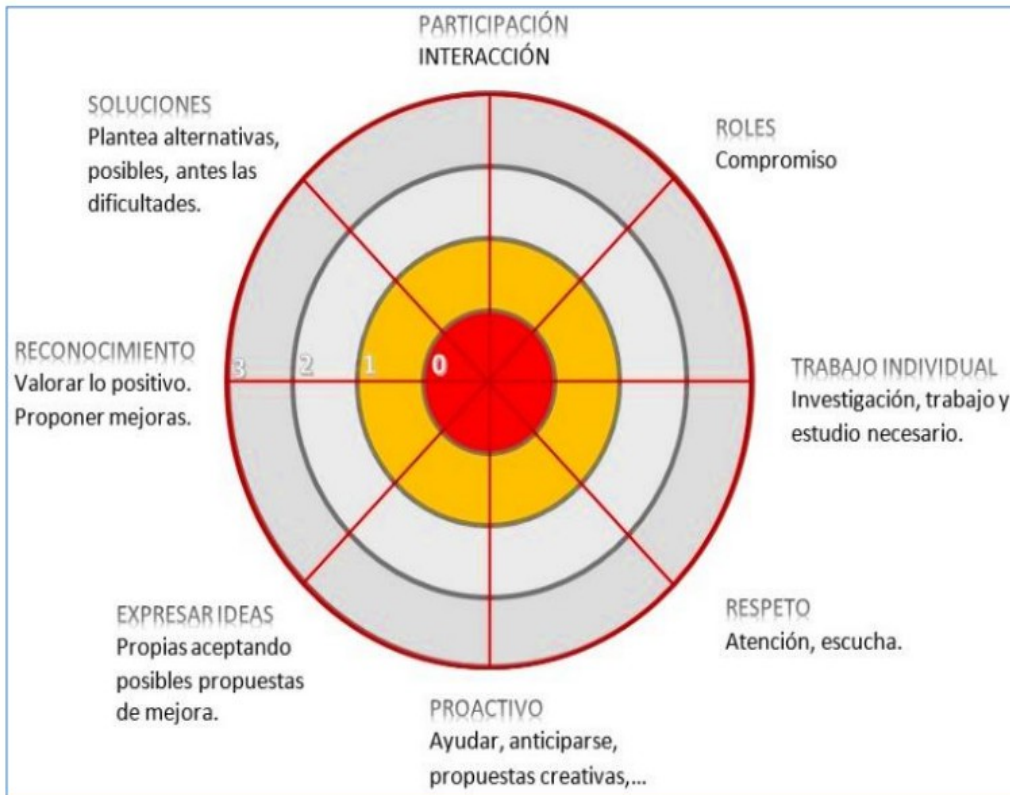 PARTICIPACIÓN
INTERACCIÓN
SOLUCIONES
Plantea alternativas,
posibles, antes las
dificultades.
ROLES
Compromiso
RECONOCIMIENTO
Valorar lo positivo.
Proponer mejoras.
3 2 1 0
TRABAJO INDIVIDUAL
Investigación, trabajo y
estudio necesario.
EXPRESAR IDEAS
Propias aceptando
posibles propuestas
de mejora.
RESPETO
Atención, escucha.
PROACTIVO
Ayudar, anticiparse,
propuestas creativas,...